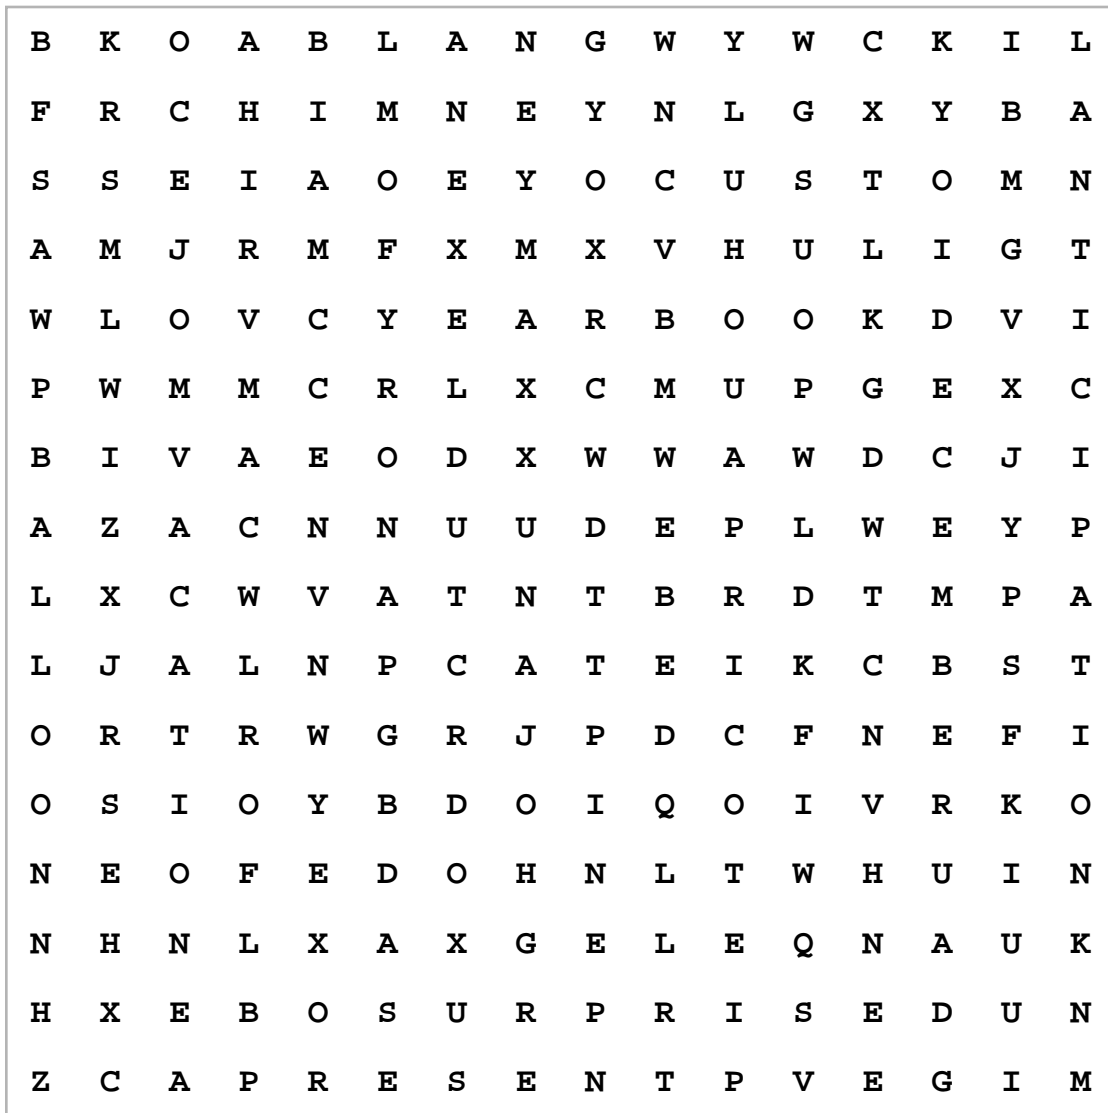 B K O A B L A N G W Y W C K I L
F R C H I M N E Y N L G X Y B A
S S E I A O E Y O C U S T O M N
A M J R M F X M X V H U L I G T
W L O V C Y E A R B O O K D V I
P W M M C R L X C M U P G E X C
B I V A E O D X W W A W D C J I
A Z A C N N U U D E P L W E Y P
L X C W V A T N T B R D T M P A
L J A L N P C A T E I K C B S T
O R T R W G R J P D C F N E F I
O S I O Y B D O I Q O I V R K O
N E O F E D O H N L T W H U I N
N H N L X A X G E L E Q N A U K
H X E B O S U R P R I S E D U N
Z C A P R E S E N T P V E G I M